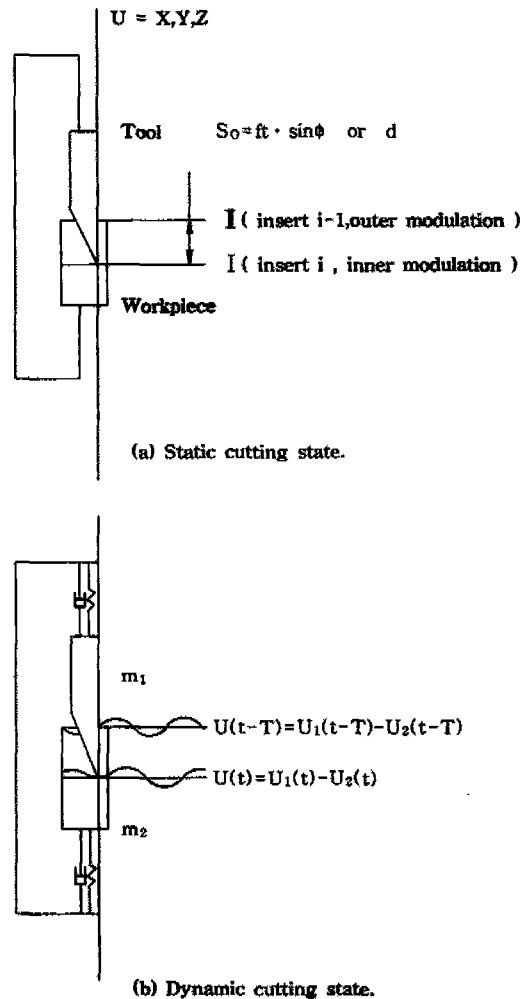 U = X,Y,Z
Tool S₀=ft · sinϕ or d
I ( insert i-1,outer modulation )
I ( insert i , inner modulation )
Workpiece
(a) Static cutting state.
m₁
U(t-T)=U₁(t-T)-U₂(t-T)
U(t)=U₁(t)-U₂(t)
m₂
(b) Dynamic cutting state.